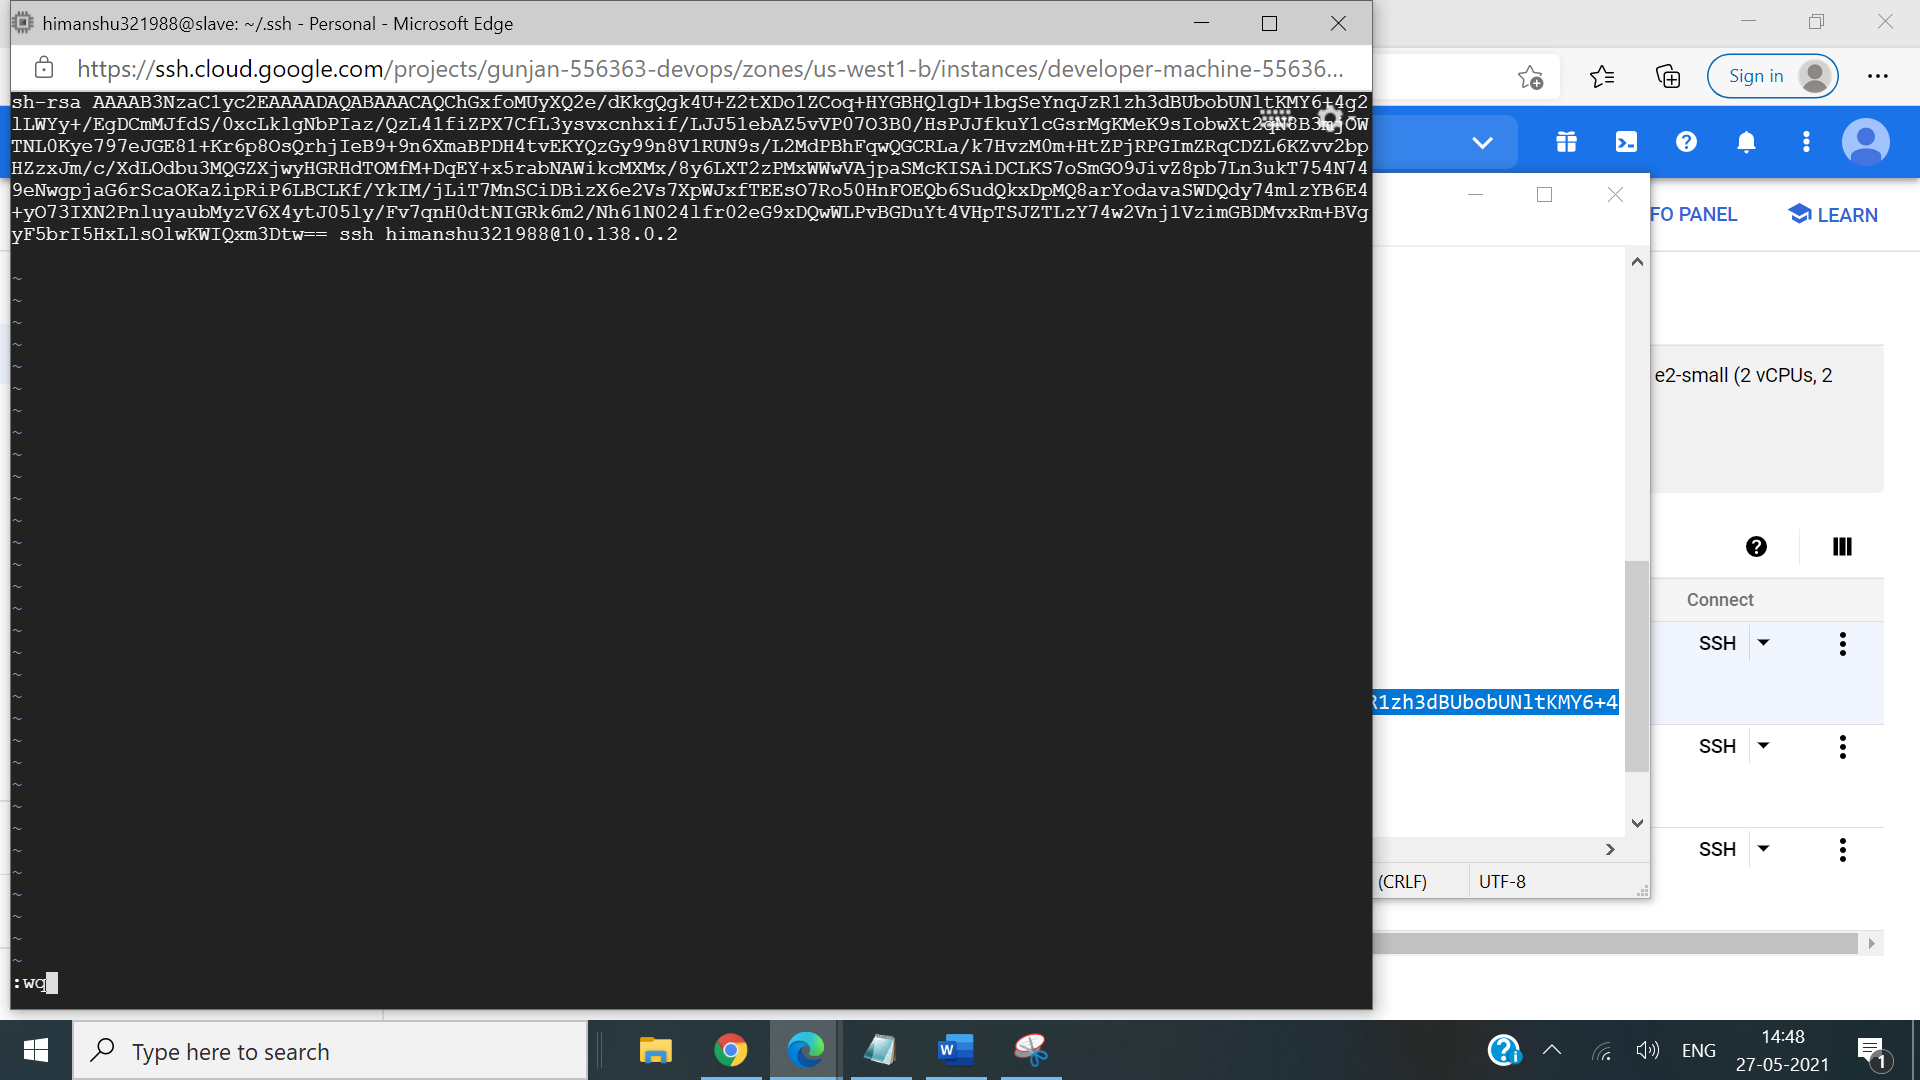 himanshu321988@slave: ~/.ssh - Personal - Microsoft Edge
https://ssh.cloud.google.com/projects/gunjan-556363-devops/zones/us-west1-b/instances/developer-machine-55636...
sh-rsa AAAAB3NzaC1yc2EAAAADAQABAAACAQChGxfoMUyXQ2e/dKkgQgk4U+Z2tXDo1ZCoq+HYGBHQlgD+1bgSeYnqJzR1zh3dBUbobUNltKMY6+4g2
lLWYy+/EgDCmMJfdS/0xcLklgNbPIaz/QzL41fiZPX7CfL3ysvxcnhxif/LJJ51ebAZ5vVP07O3B0/HsPJJfkuY1cGsrMgKMeK9sIobwXt2qN8B3mjOW
TNL0Kye797eJGE81+Kr6p8OsQrhjIeB9+9n6XmaBPDH4tvEKYQzGy99n8V1RUN9s/L2MdPBhFqwQGCRLa/k7HvzM0m+HtZPjRPGImZRqCDZL6KZvv2bp
HZzxJm/c/XdLOdbu3MQGZXjwyHGRHdTOMfM+DqEY+x5rabNAWikcMXMx/8y6LXT2zPMxWWwVAjpaSMcKISAiDCLKS7oSmGO9JivZ8pb7Ln3ukT754N74
9eNwgpjaG6rScaOKaZipRiP6LBCLKf/YkIM/jLiT7MnSCiDBizX6e2Vs7XpWJxfTEEsO7Ro50HnFOEQb6SudQkxDpMQ8arYodavaSWDQdy74mlzYB6E4
+yO73IXN2PnluyaubMyzV6X4ytJ05ly/Fv7qnH0dtNIGRk6m2/Nh61N024lfr02eG9xDQwWLPvBGDuYt4VHpTSJZTLzY74w2Vnj1VzimGBDMvxRm+BVg
yF5brI5HxLlsOlwKWIQxm3Dtw== ssh himanshu321988@10.138.0.2
:wq
Sign in
FO PANEL
LEARN
e2-small (2 vCPUs, 2
Connect
SSH
R1zh3dBUbobUNltKMY6+4
SSH
SSH
(CRLF)
UTF-8
Type here to search
ENG
14:48
27-05-2021
1